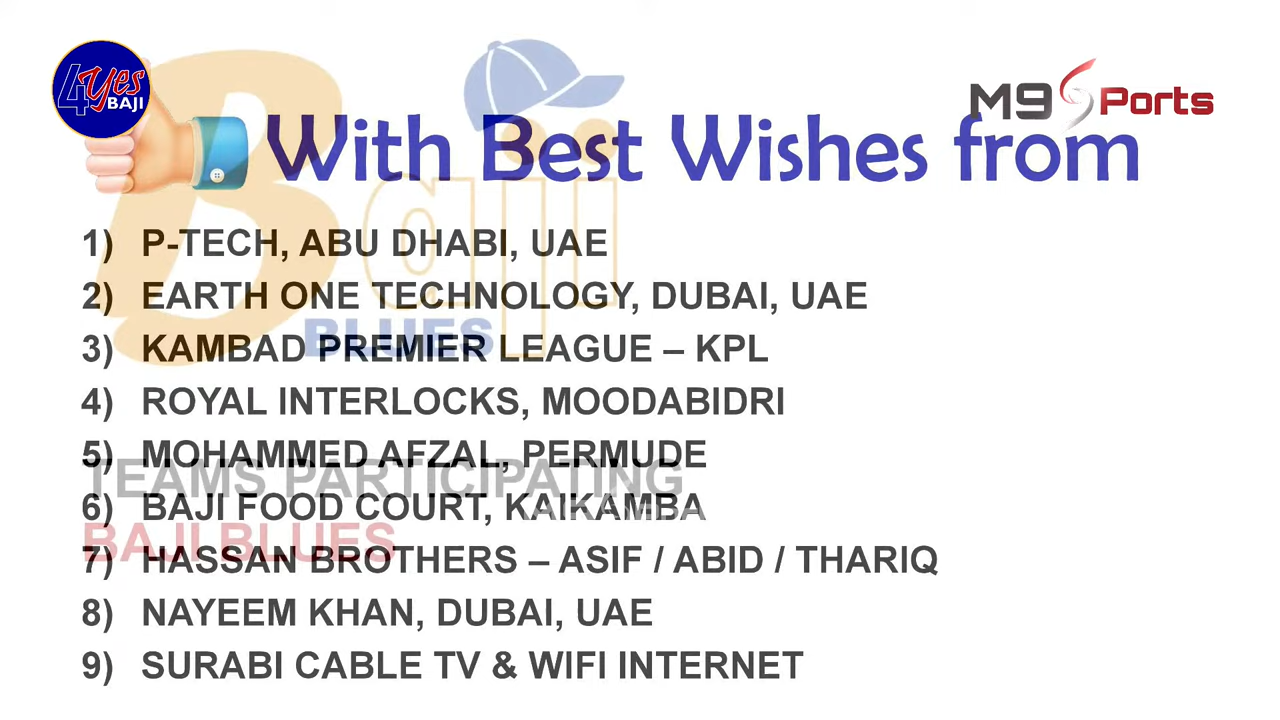 4Yes
BAJI
M9 SPorts
With Best Wishes from
Baji
BLUES
1) P-TECH, ABU DHABI, UAE
2) EARTH ONE TECHNOLOGY, DUBAI, UAE
3) KAMBAD PREMIER LEAGUE – KPL
4) ROYAL INTERLOCKS, MOODABIDRI
5) MOHAMMED AFZAL, PERMUDE
TEAMS PARTICIPATING
6) BAJI FOOD COURT, KAIKAMBA
BAJI BLUES
7) HASSAN BROTHERS – ASIF / ABID / THARIQ
8) NAYEEM KHAN, DUBAI, UAE
9) SURABI CABLE TV & WIFI INTERNET